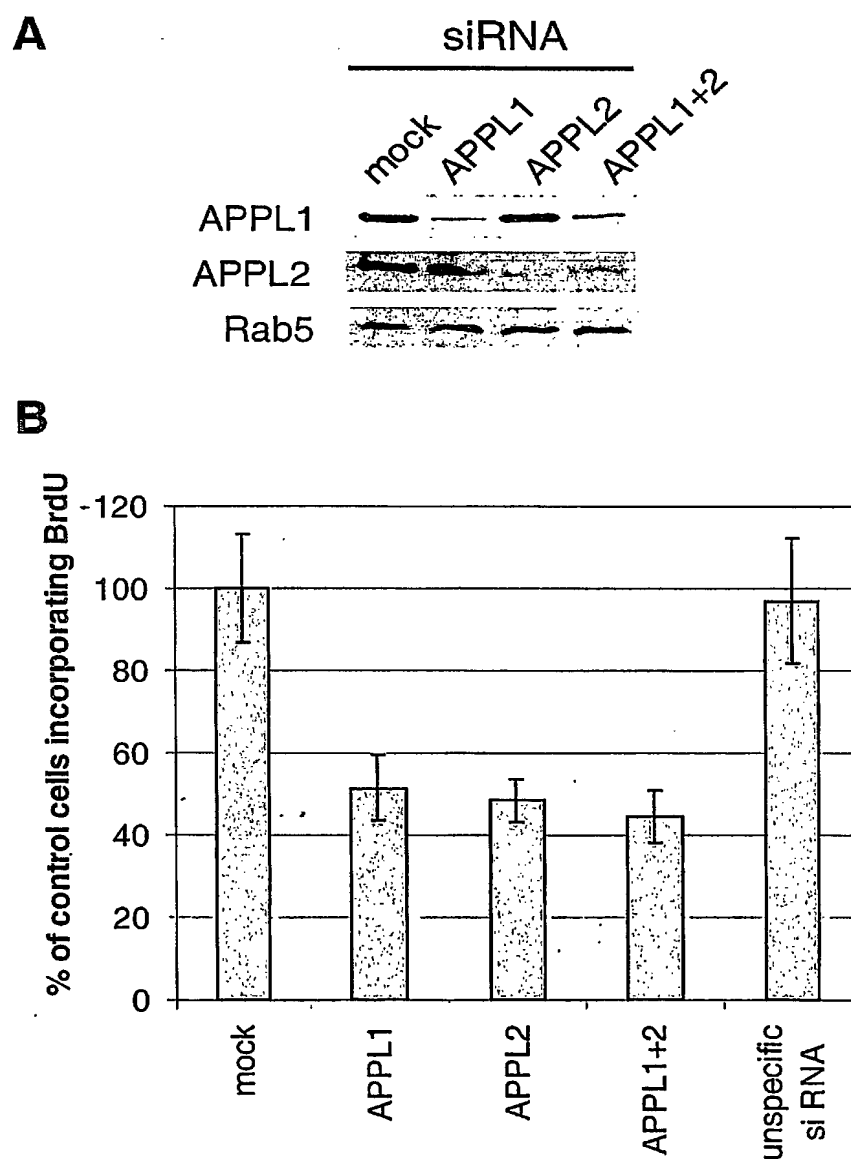 A
siRNA
mock
APPL1
APPL2
APPL1+2
APPL1
APPL2
Rab5
B
% of control cells incorporating BrdU
120
100
80
60
40
20
0
mock
APPL1
APPL2
APPL1+2
unspecific
si RNA